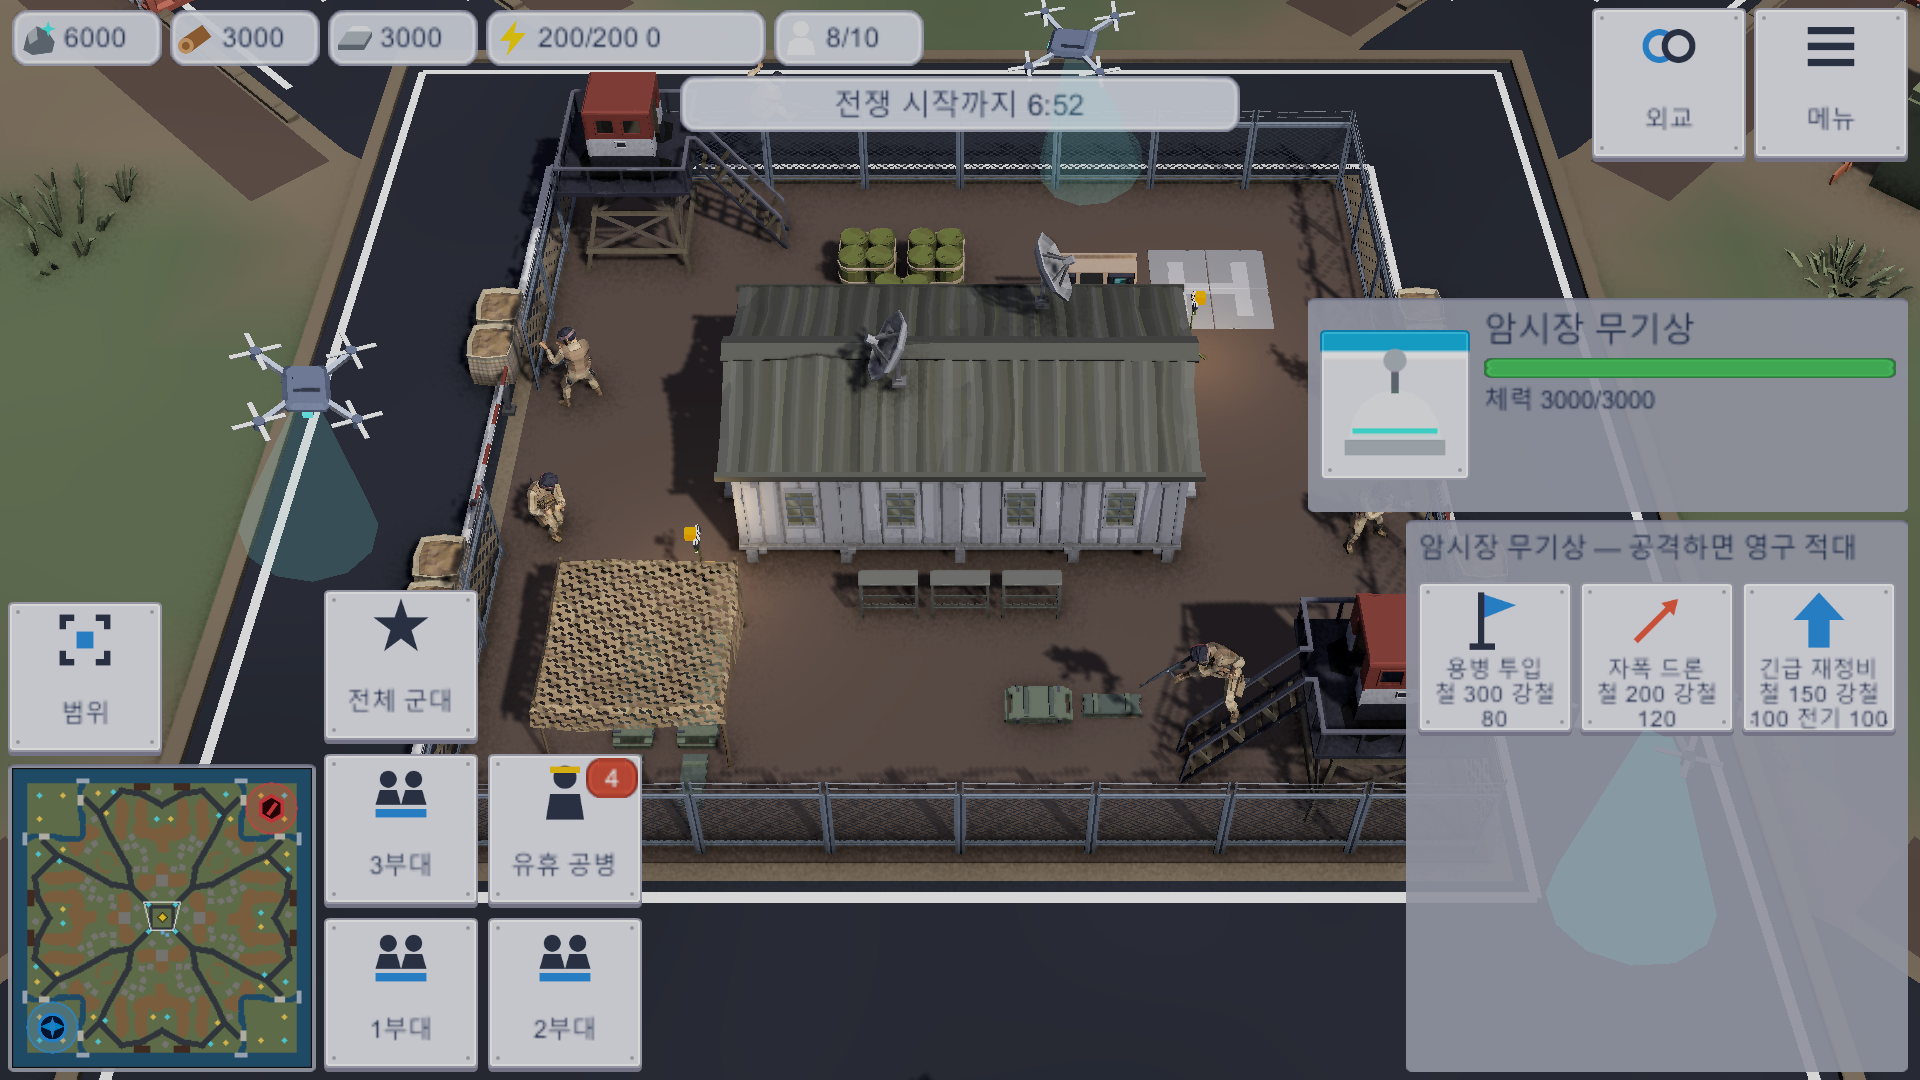 6000
3000
3000
200/200 0
8/10
전쟁 시작까지 6:52
외교
메뉴
암시장 무기상
체력 3000/3000
암시장 무기상 — 공격하면 영구 적대
용병 투입
철 300 강철
80
자폭 드론
철 200 강철
120
긴급 재정비
철 150 강철
100 전기 100
범위
전체 군대
3부대
4
유휴 공병
1부대
2부대